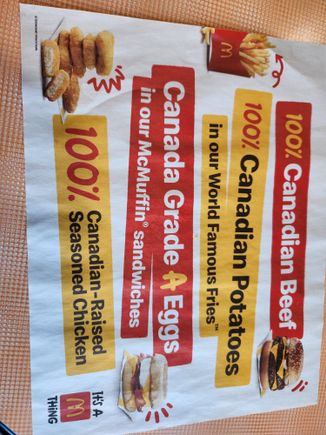 100% Canadian Beef
100% Canadian Potatoes
in our World Famous Fries™
Canada Grade A Eggs
in our McMuffin® sandwiches
100% Canadian-Raised
Seasoned Chicken
IT'S A
M
THING